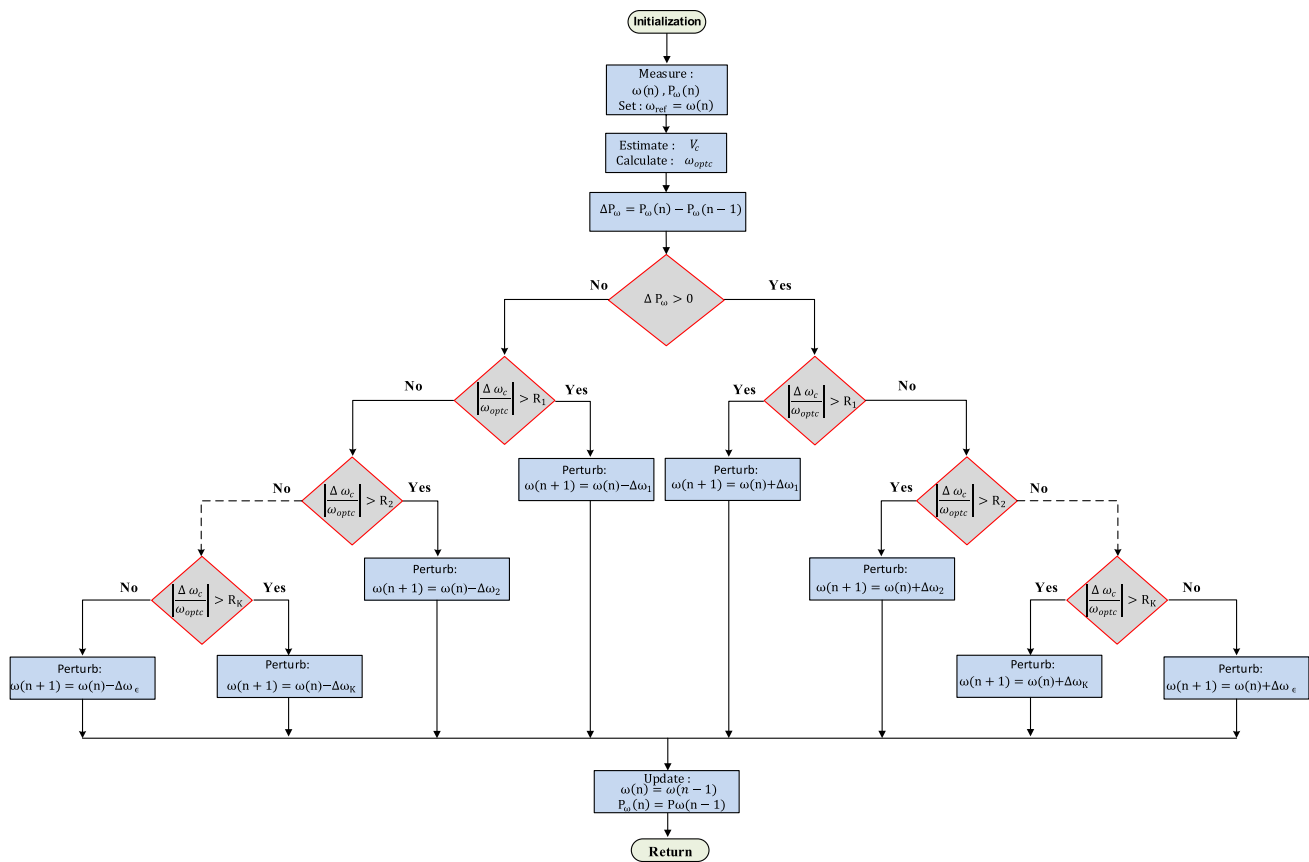 Initialization
Measure :
ω(n) , P_ω(n)
Set : ω_ref = ω(n)
Estimate : V_c
Calculate : ω_optc
ΔP_ω = P_ω(n) − P_ω(n − 1)
No
Yes
Δ P_ω > 0
No
|Δ ω_c / ω_optc| > R_1
Yes
Yes
|Δ ω_c / ω_optc| > R_1
No
No
|Δ ω_c / ω_optc| > R_2
Yes
Perturb:
ω(n + 1) = ω(n)−Δω_1
Perturb:
ω(n + 1) = ω(n)+Δω_1
Yes
|Δ ω_c / ω_optc| > R_2
No
No
|Δ ω_c / ω_optc| > R_K
Yes
Perturb:
ω(n + 1) = ω(n)−Δω_2
Perturb:
ω(n + 1) = ω(n)+Δω_2
Yes
|Δ ω_c / ω_optc| > R_K
No
Perturb:
ω(n + 1) = ω(n)−Δω_ϵ
Perturb:
ω(n + 1) = ω(n)−Δω_K
Perturb:
ω(n + 1) = ω(n)+Δω_K
Perturb:
ω(n + 1) = ω(n)+Δω_ϵ
Update :
ω(n) = ω(n − 1)
P_ω(n) = Pω(n − 1)
Return